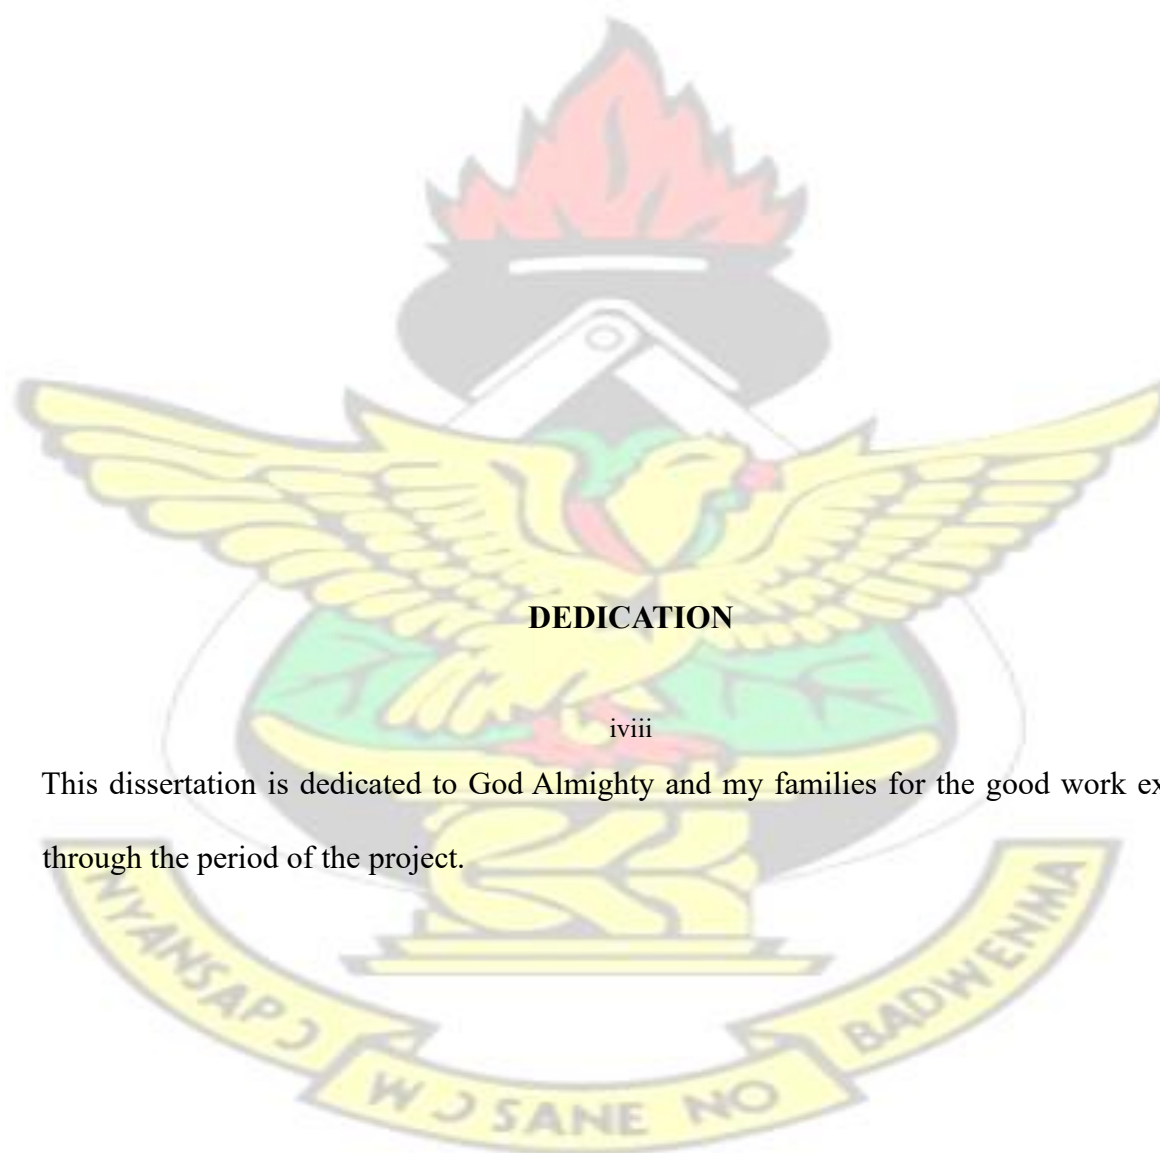 DEDICATION
iviii
This dissertation is dedicated to God Almighty and my families for the good work ex
through the period of the project.
NYANSAPƆ WƆSANE NO BADWENMA